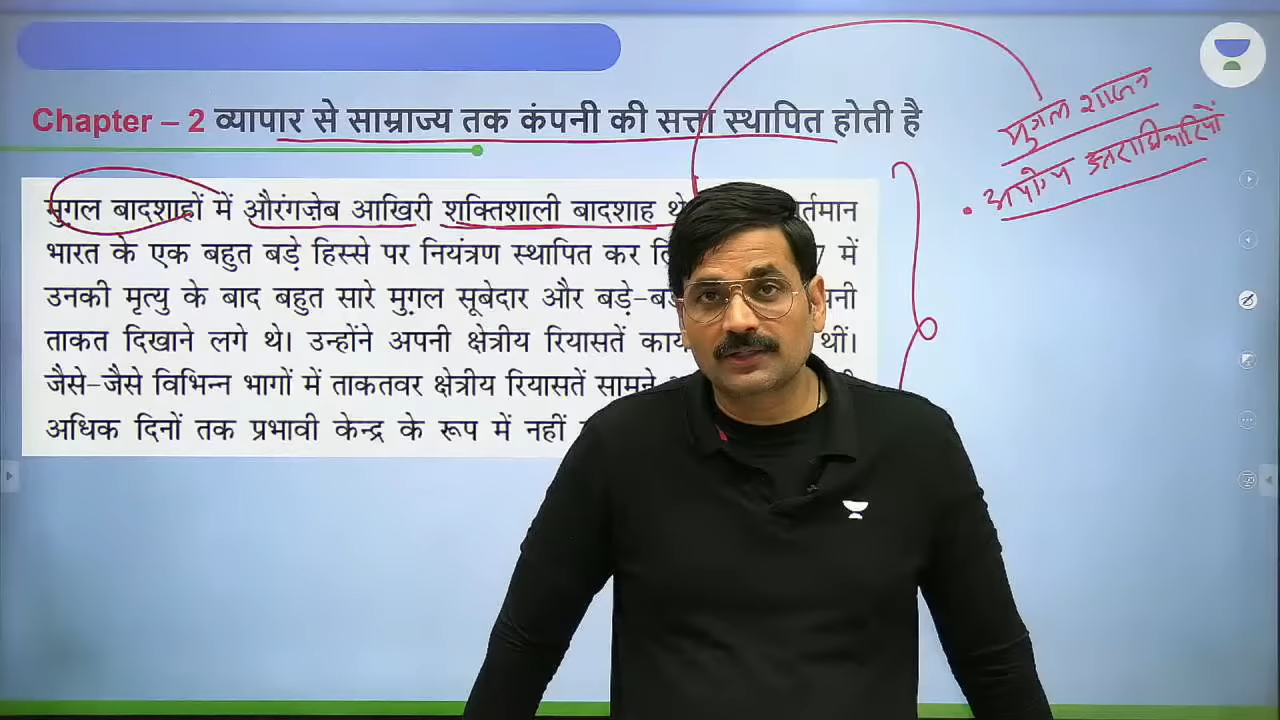 Chapter – 2 व्यापार से साम्राज्य तक कंपनी की सत्ता स्थापित होती है
मुग़ल बादशाहों में औरंगज़ेब आखिरी शक्तिशाली बादशाह थे
भारत के एक बहुत बड़े हिस्से पर नियंत्रण स्थापित कर 7 में
उनकी मृत्यु के बाद बहुत सारे मुग़ल सूबेदार और
ताकत दिखाने लगे थे। उन्होंने अपनी क्षेत्रीय रियासतें थीं।
जैसे–जैसे विभिन्न भागों में ताकतवर क्षेत्रीय रियासतें सामने
अधिक दिनों तक प्रभावी केन्द्र के रूप में नहीं
मुगल शासन
• अयोग्य उत्तराधिकारियों